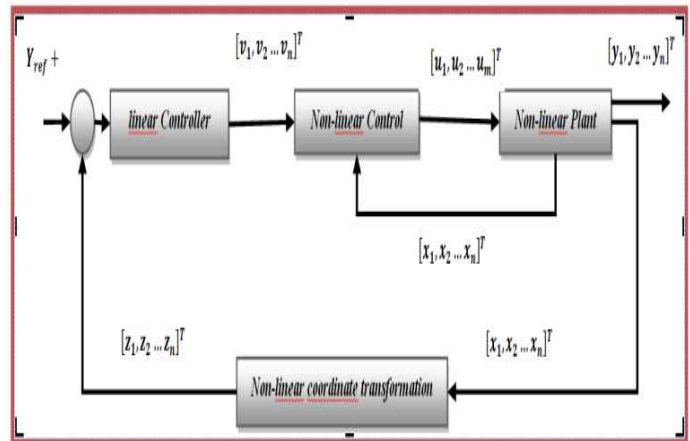 [v₁,v₂ ...vₙ]ᵀ
[y₁,y₂ ...yₙ]ᵀ
Y_ref +
[u₁,u₂ ...uₘ]ᵀ
linear Controller
Non-linear Control
Non-linear Plant
[x₁,x₂ ...xₙ]ᵀ
[z₁,z₂ ...zₙ]ᵀ
[x₁,x₂ ...xₙ]ᵀ
Non-linear coordinate transformation